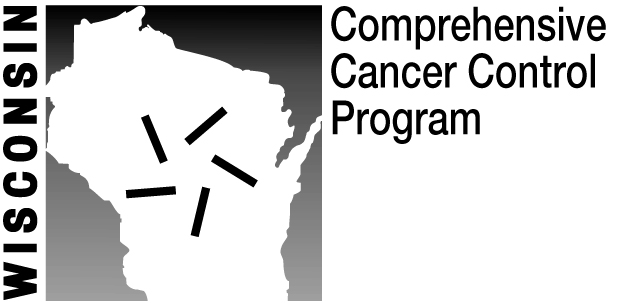 WISCONSIN
Comprehensive
Cancer Control
Program